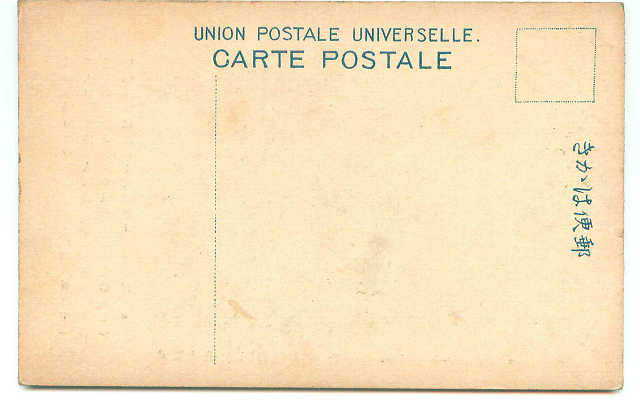 UNION POSTALE UNIVERSELLE.
CARTE POSTALE
郵便はがき